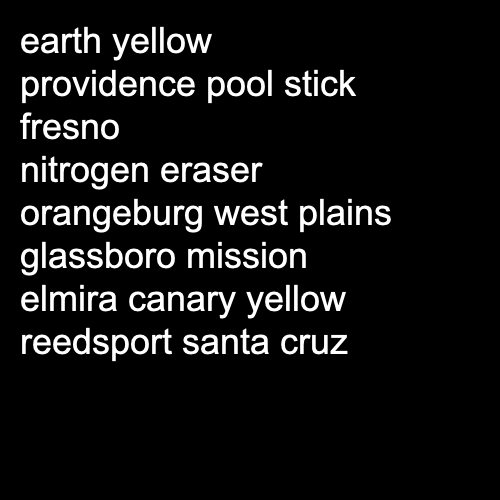 earth yellow
providence pool stick
fresno
nitrogen eraser
orangeburg west plains
glassboro mission
elmira canary yellow
reedsport santa cruz